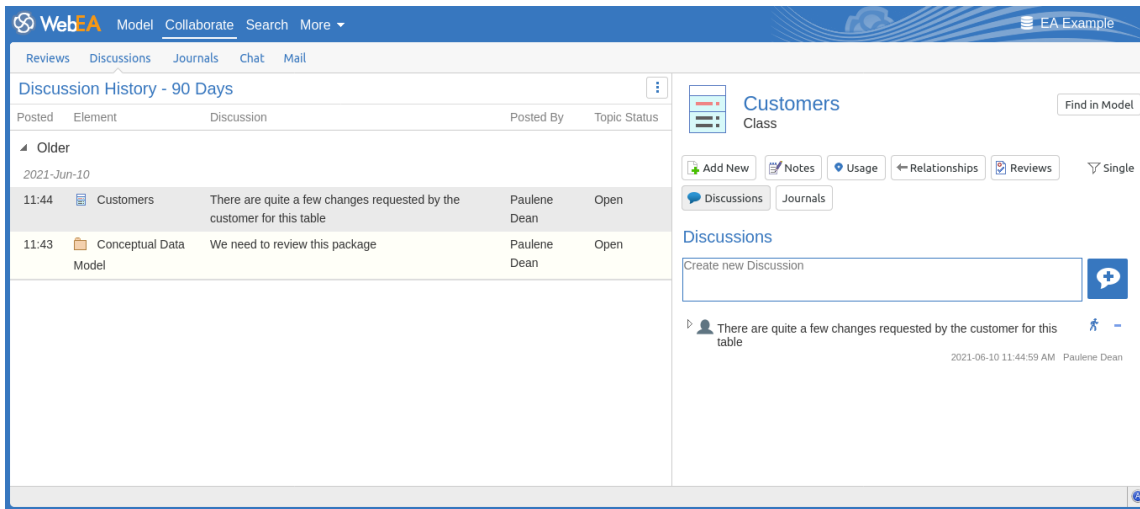 WebEA Model Collaborate Search More EA Example
Reviews Discussions Journals Chat Mail
Discussion History - 90 Days
Posted Element Discussion Posted By Topic Status
Older
2021-Jun-10
11:44 Customers There are quite a few changes requested by the Paulene Open
customer for this table Dean
11:43 Conceptual Data We need to review this package Paulene Open
Model Dean
Customers
Class
Find in Model
Add New Notes Usage Relationships Reviews Single
Discussions Journals
Discussions
Create new Discussion
There are quite a few changes requested by the customer for this
table
2021-06-10 11:44:59 AM Paulene Dean